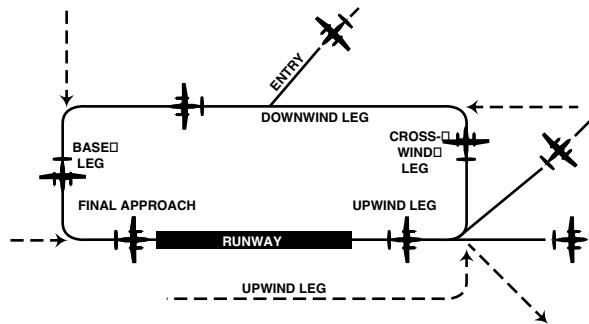 ENTRY
DOWNWIND LEG
BASE□
LEG
CROSS-□
WIND□
LEG
FINAL APPROACH
UPWIND LEG
RUNWAY
UPWIND LEG